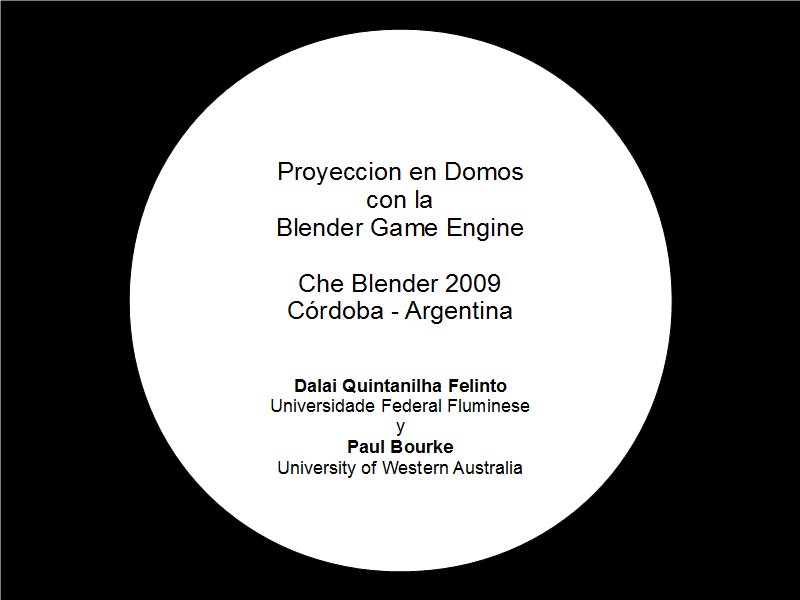 Proyeccion en Domos
con la
Blender Game Engine
Che Blender 2009
Córdoba - Argentina
Dalai Quintanilha Felinto
Universidade Federal Fluminese
y
Paul Bourke
University of Western Australia